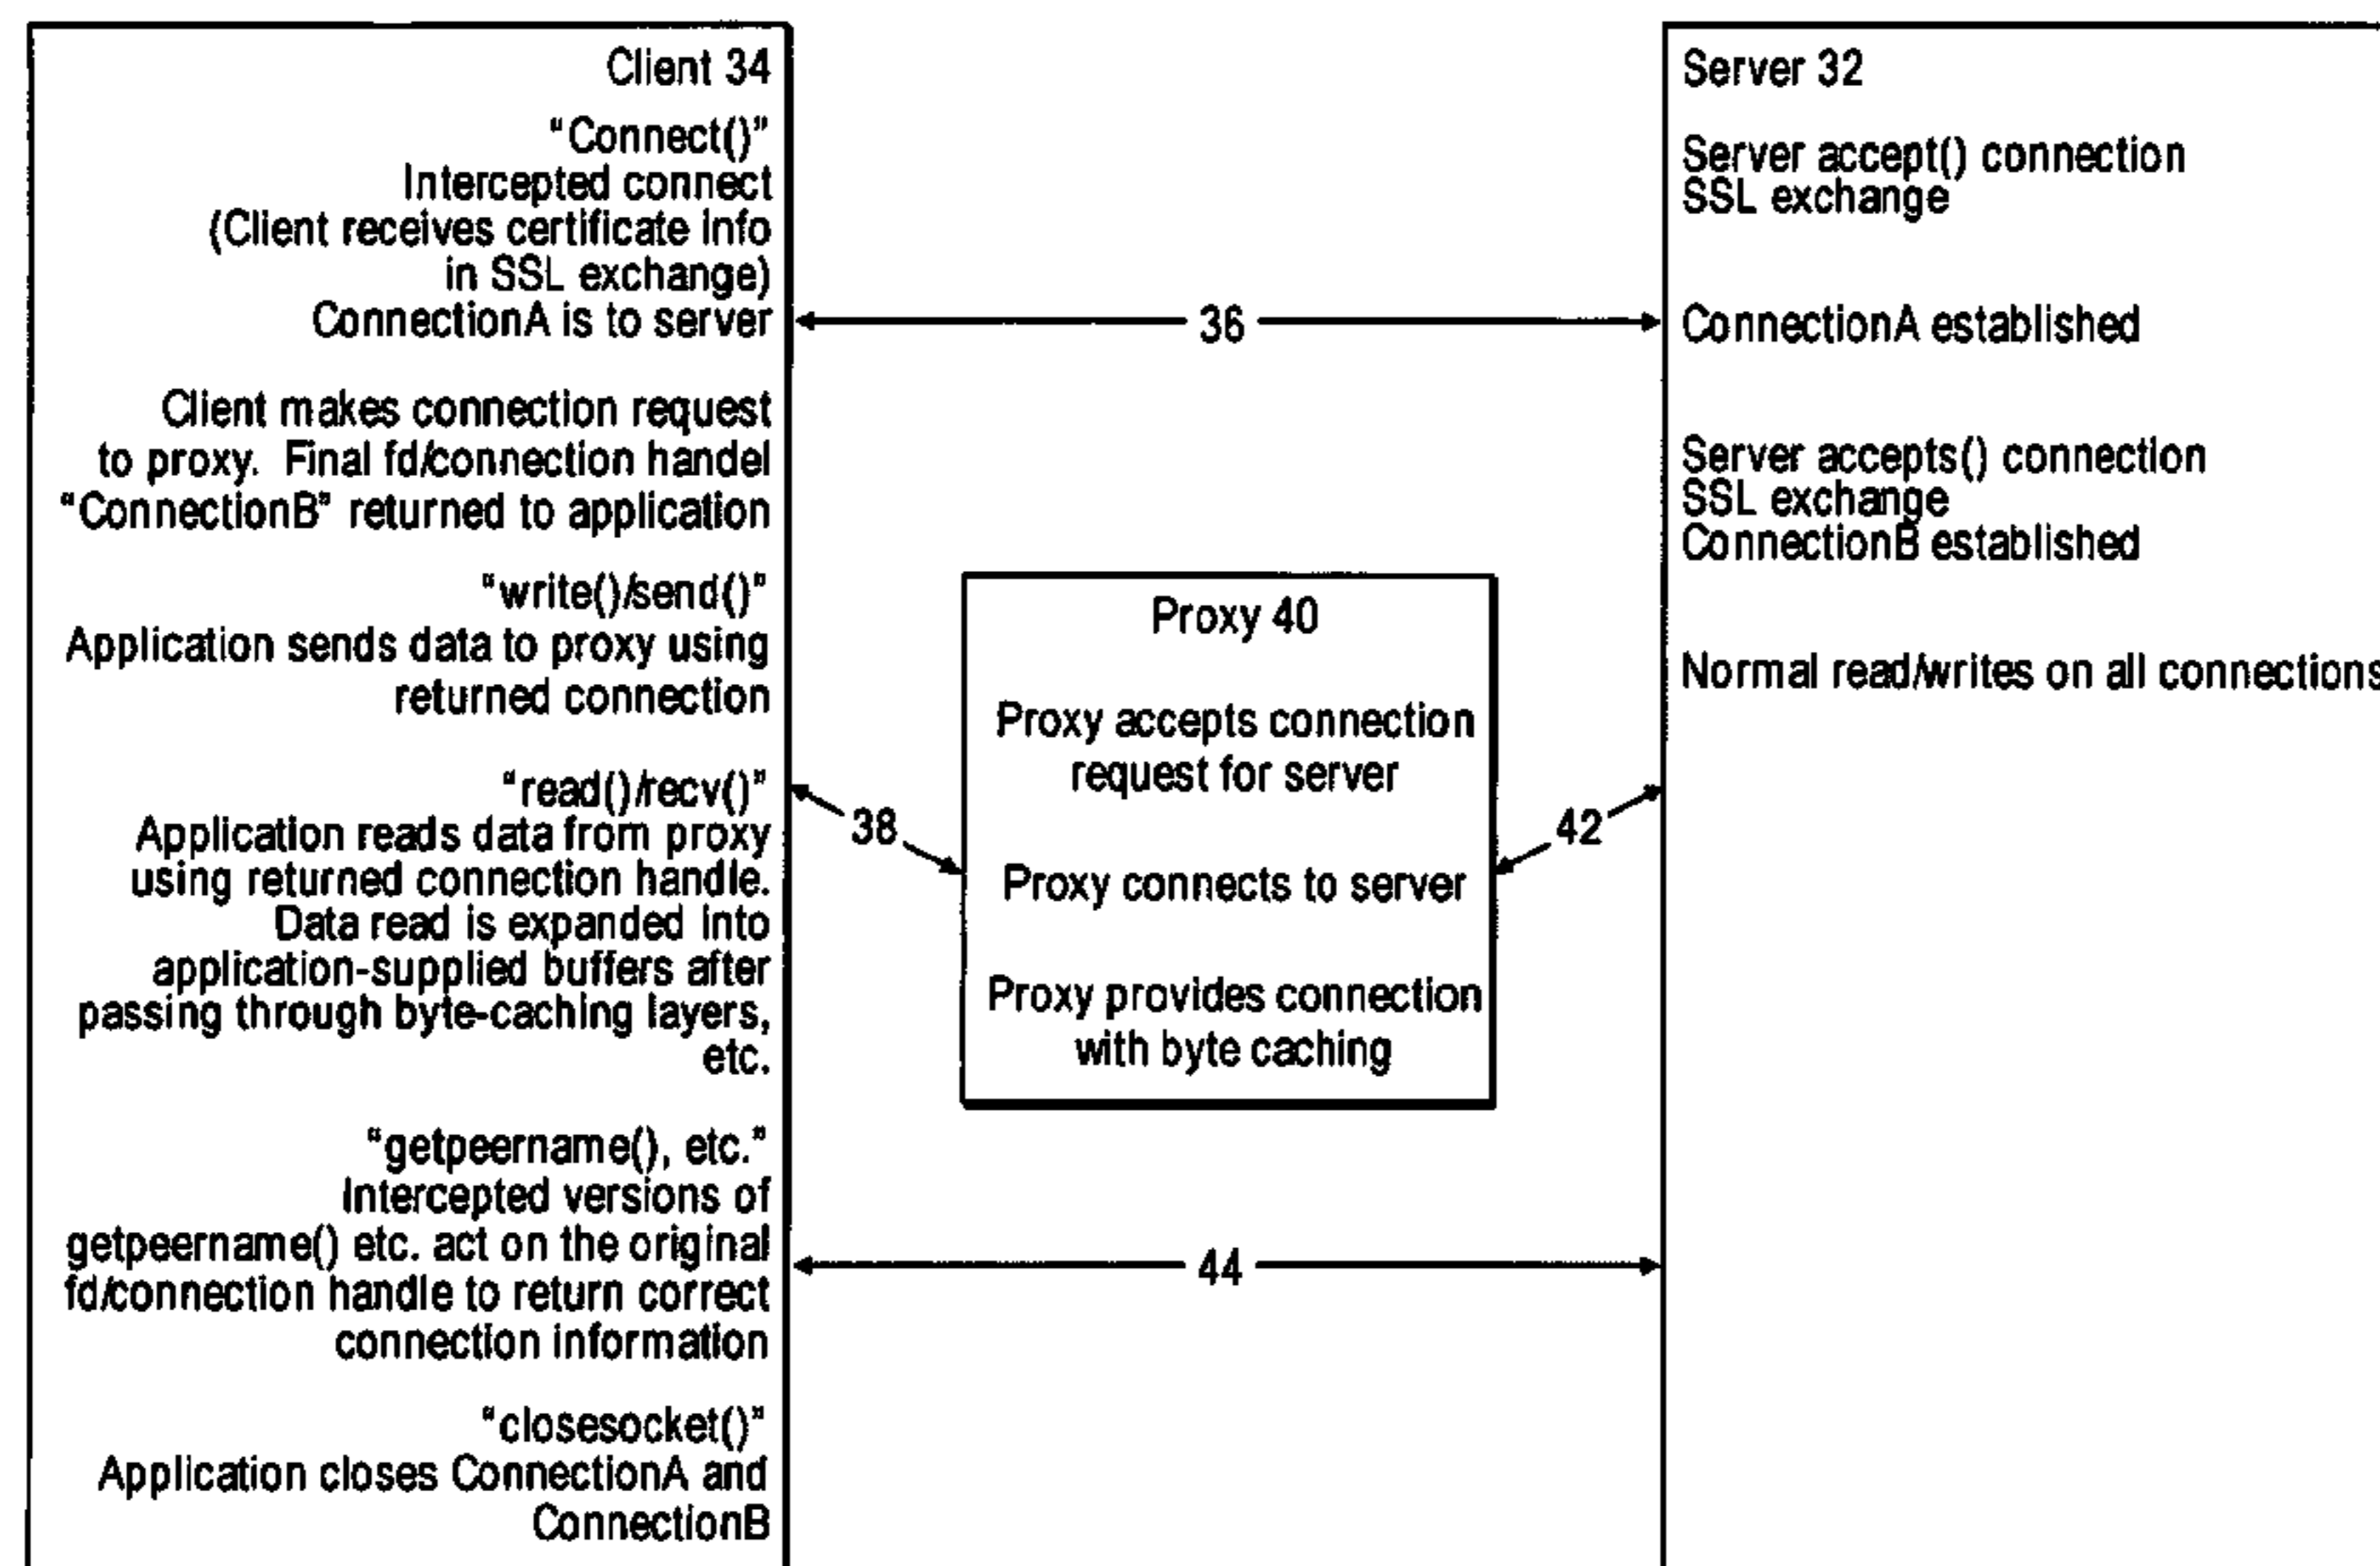 Client 34
"Connect()"
Intercepted connect
(Client receives certificate info
in SSL exchange)
ConnectionA is to server
Client makes connection request
to proxy. Final fd/connection handel
"ConnectionB" returned to application
"write()/send()"
Application sends data to proxy using
returned connection
"read()/recv()"
Application reads data from proxy
using returned connection handle.
Data read is expanded into
application-supplied buffers after
passing through byte-caching layers,
etc.
"getpeername(), etc."
Intercepted versions of
getpeername() etc. act on the original
fd/connection handle to return correct
connection information
"closesocket()"
Application closes ConnectionA and
ConnectionB
36
38
Proxy 40
Proxy accepts connection
request for server
Proxy connects to server
Proxy provides connection
with byte caching
42
44
Server 32
Server accept() connection
SSL exchange
ConnectionA established
Server accepts() connection
SSL exchange
ConnectionB established
Normal read/writes on all connections